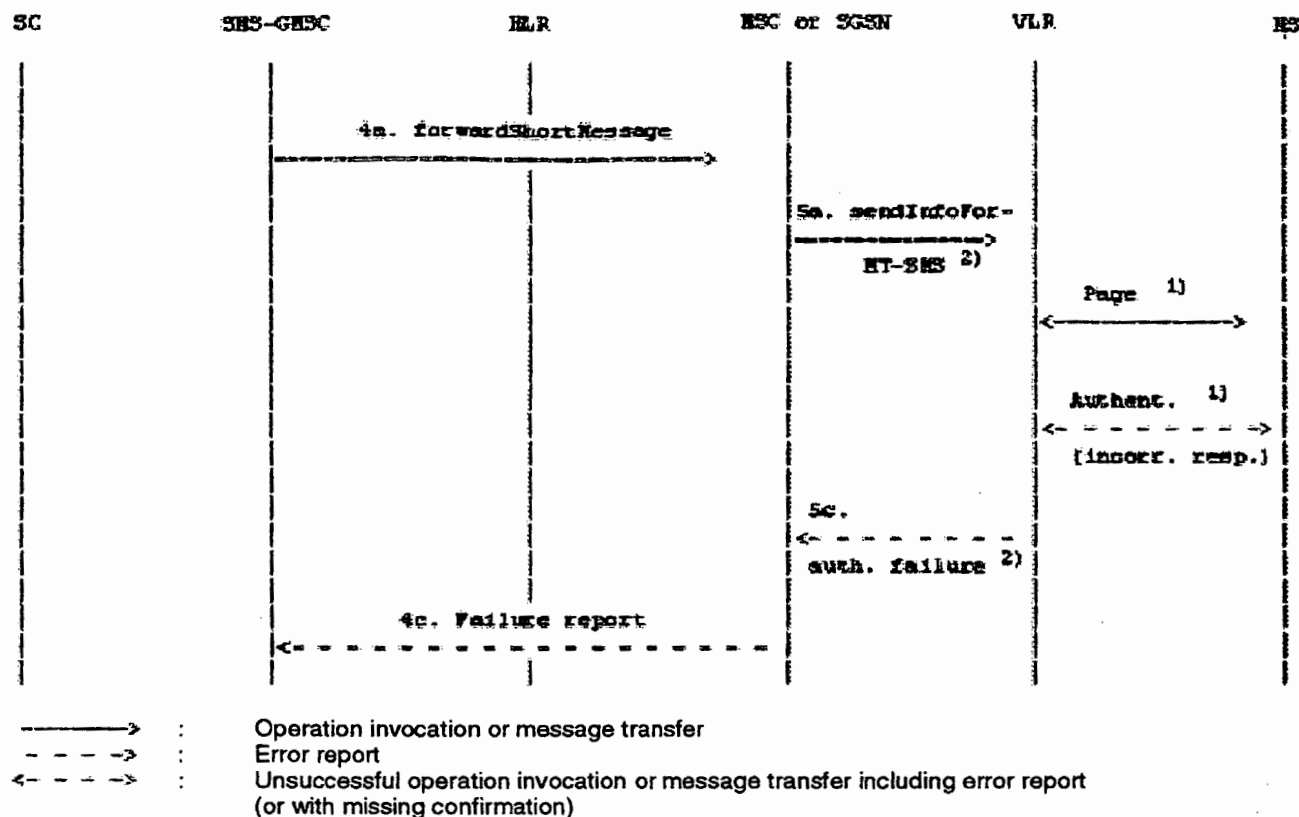 SC SMS-GMSC HLR MSC or SGSN VLR MS
4a. forwardShortMessage
5a. sendInfoFor-
MT-SMS 2)
Page 1)
Authent. 1)
(incorr. resp.)
5c.
auth. failure 2)
4c. Failure report
: Operation invocation or message transfer
: Error report
: Unsuccessful operation invocation or message transfer including error report
(or with missing confirmation)